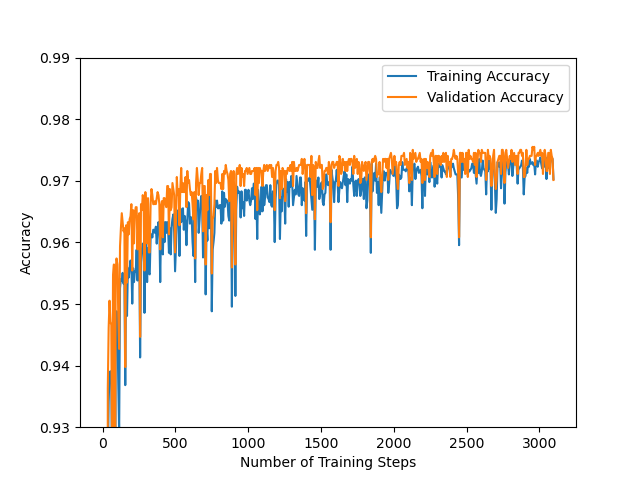 0.99
0.98
0.97
0.96
0.95
0.94
0.93
Accuracy
Training Accuracy
Validation Accuracy
0 500 1000 1500 2000 2500 3000
Number of Training Steps